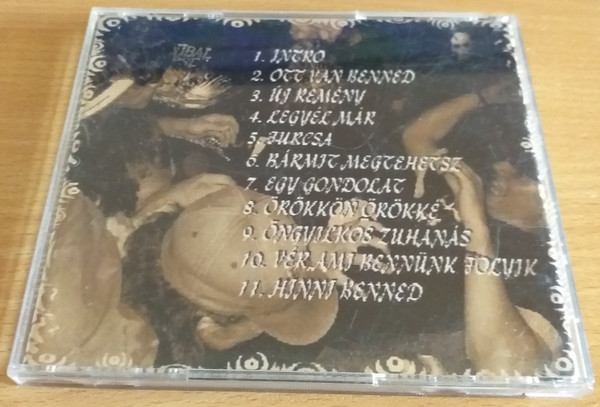 1. INTRO
2. OTT VAN BENNED
3. ÚJ REMÉNY
4. LEGYÉL MÁR
5. FURCSA
6. BÁRMIT MEGTEHETSZ
7. EGY GONDOLAT
8. ÖRÖKKÖN ÖRÖKKÉ
9. ÖNGYILKOS ZUHANÁS
10. VÉR AMI BENNÜNK FOLYIK
11. HINNI BENNED